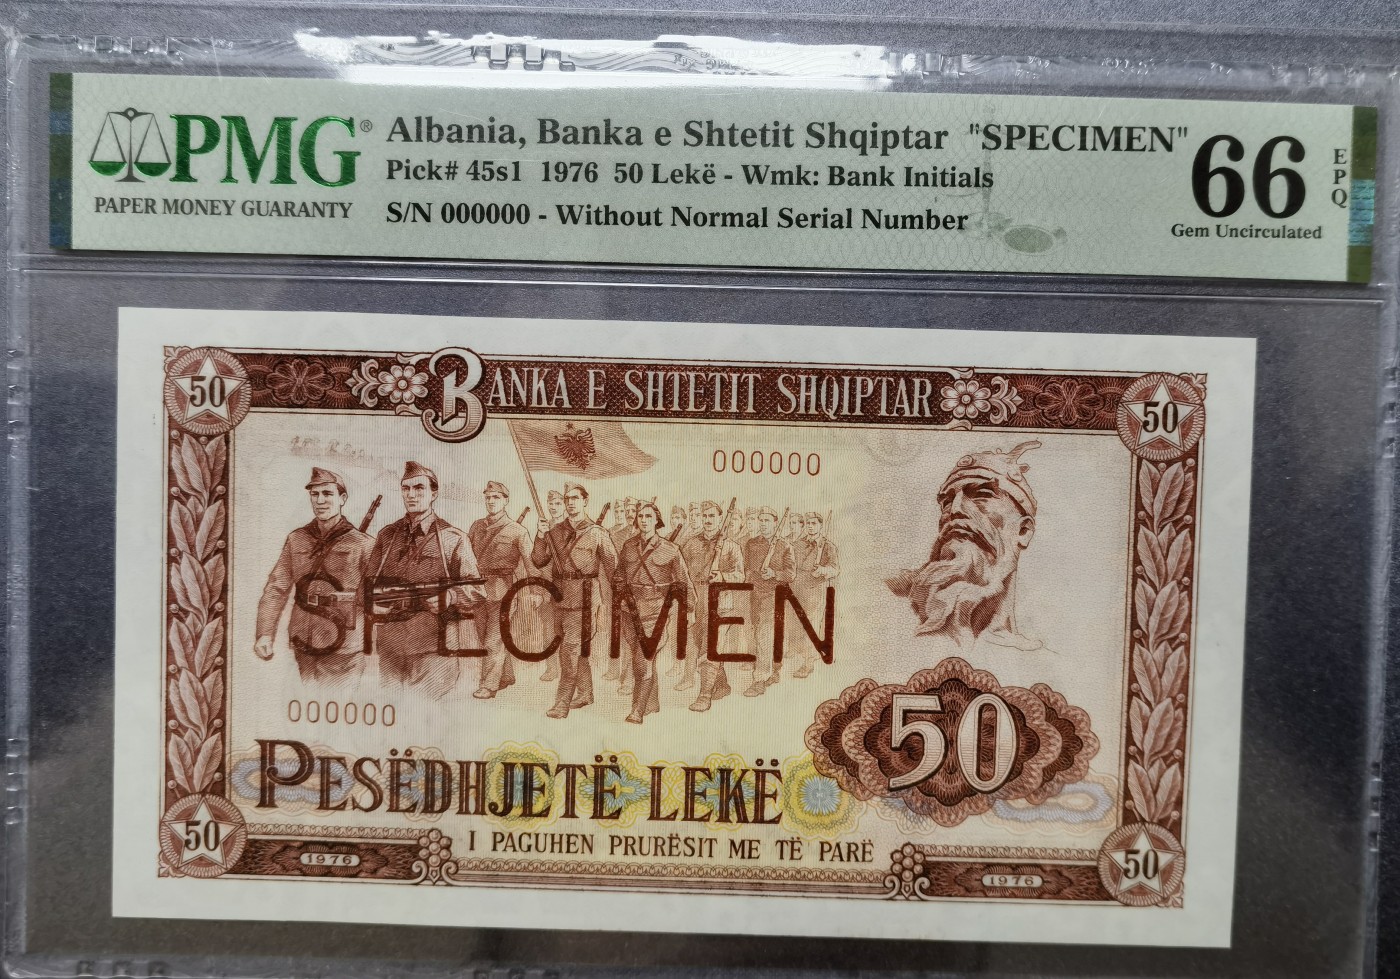 PMG®
PAPER MONEY GUARANTY
Albania, Banka e Shtetit Shqiptar "SPECIMEN"
Pick# 45s1 1976 50 Lekë - Wmk: Bank Initials
S/N 000000 - Without Normal Serial Number
66
EPQ
Gem Uncirculated
50
BANKA E SHTETIT SHQIPTAR
50
000000
SPECIMEN
000000
50
PESËDHJETË LEKË
I PAGUHEN PRURËSIT ME TË PARË
50
1976
1976
50